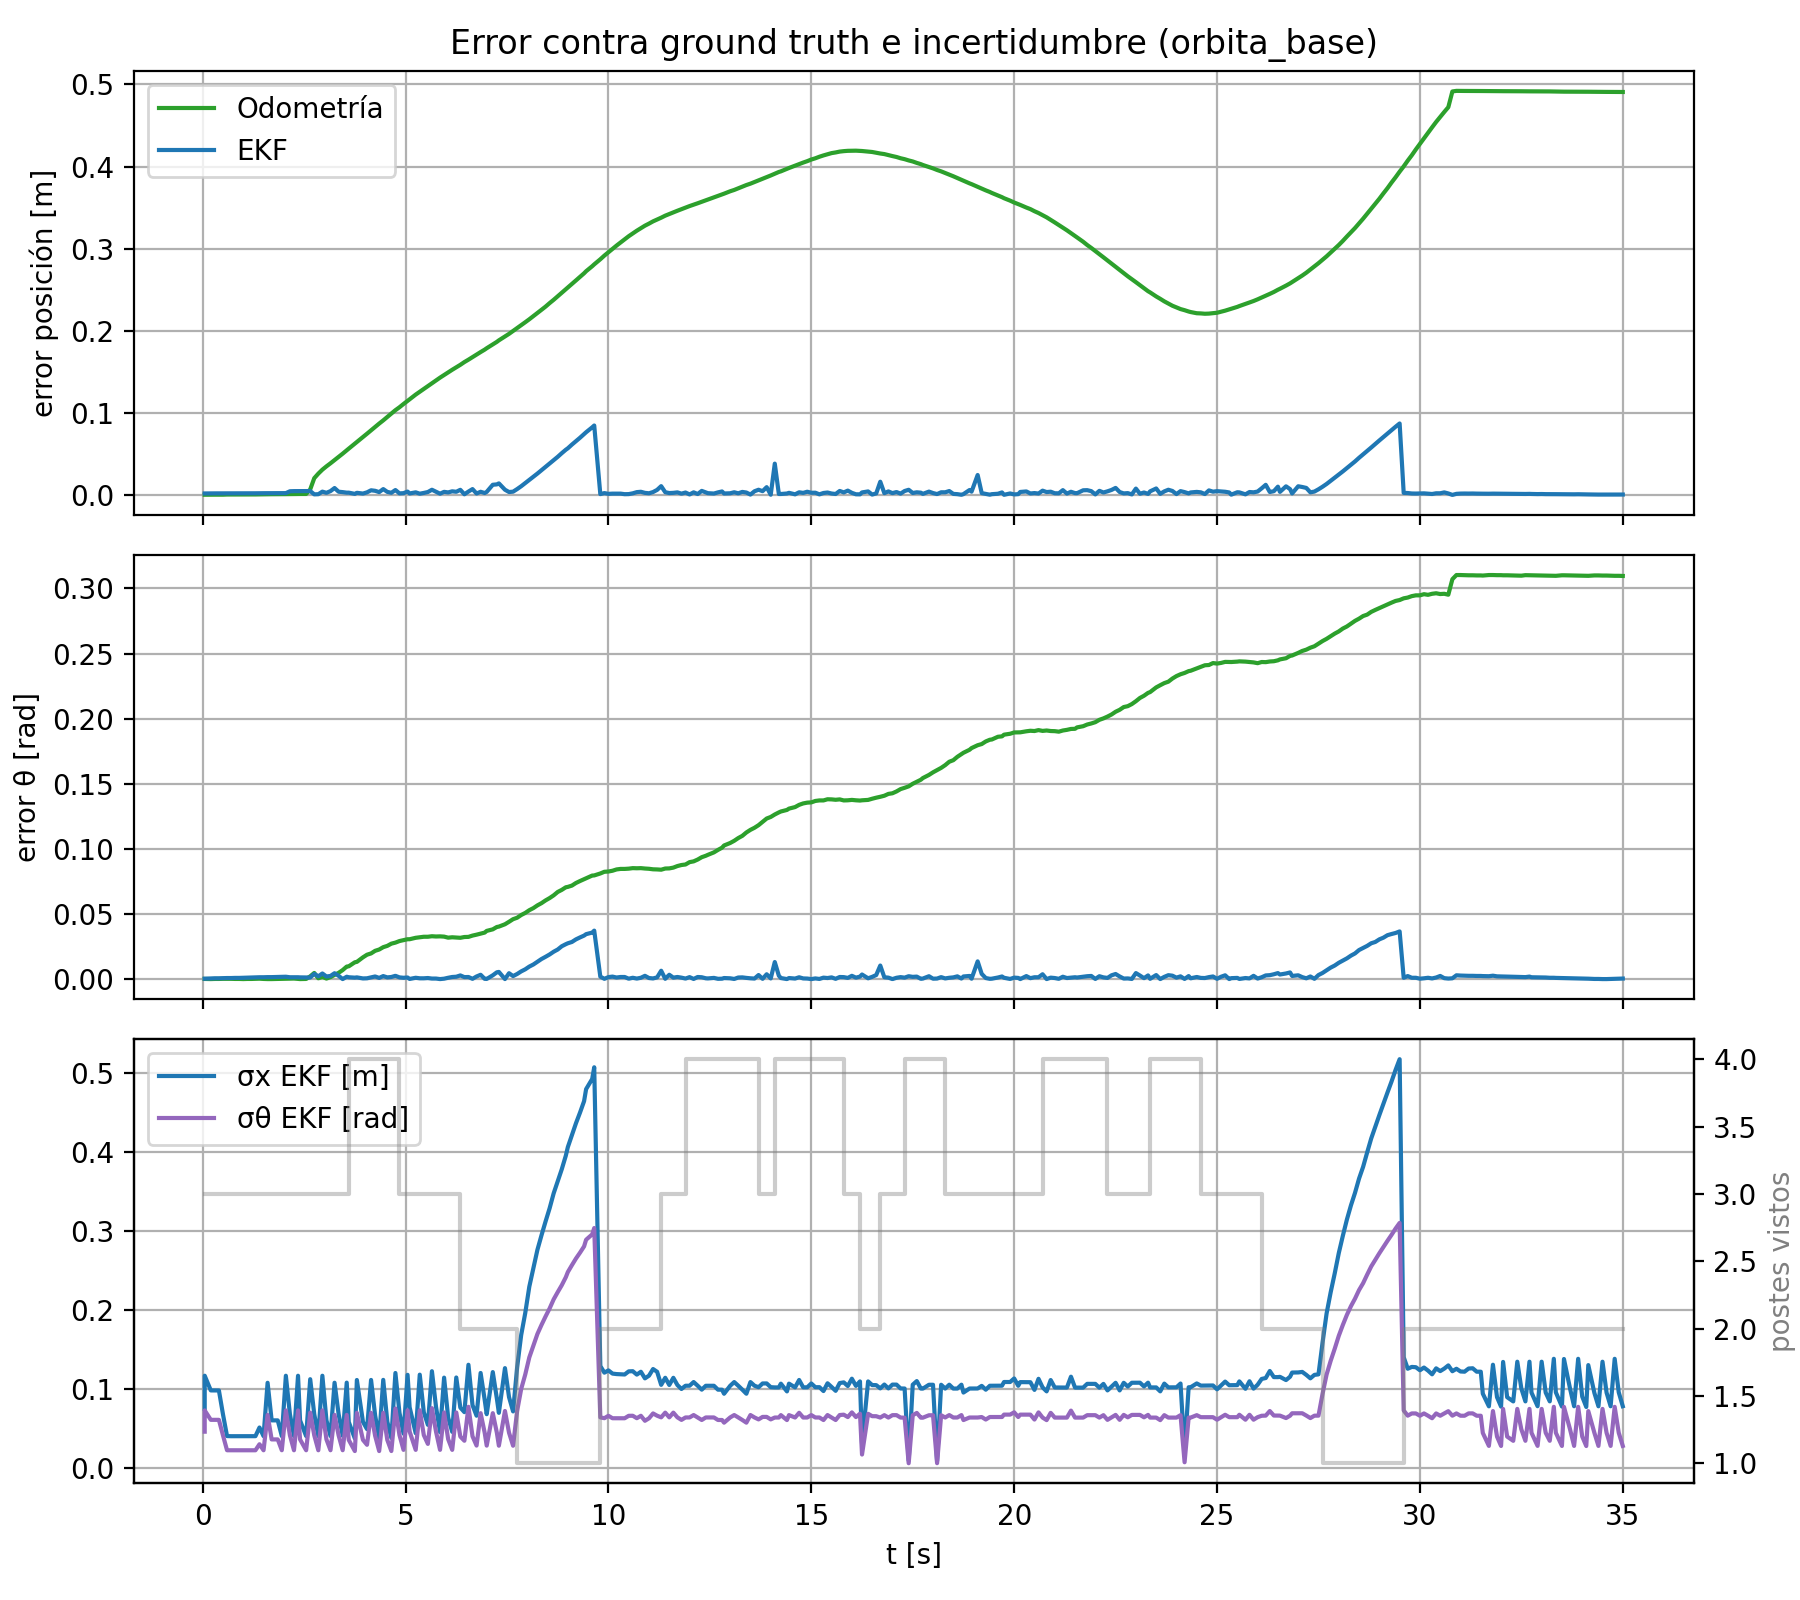 Error contra ground truth e incertidumbre (orbita_base)
error posición [m]
0.5
0.4
0.3
0.2
0.1
0.0
Odometría
EKF
error θ [rad]
0.30
0.25
0.20
0.15
0.10
0.05
0.00
0.5
0.4
0.3
0.2
0.1
0.0
σx EKF [m]
σθ EKF [rad]
4.0
3.5
3.0
2.5
2.0
1.5
1.0
postes vistos
0 5 10 15 20 25 30 35
t [s]